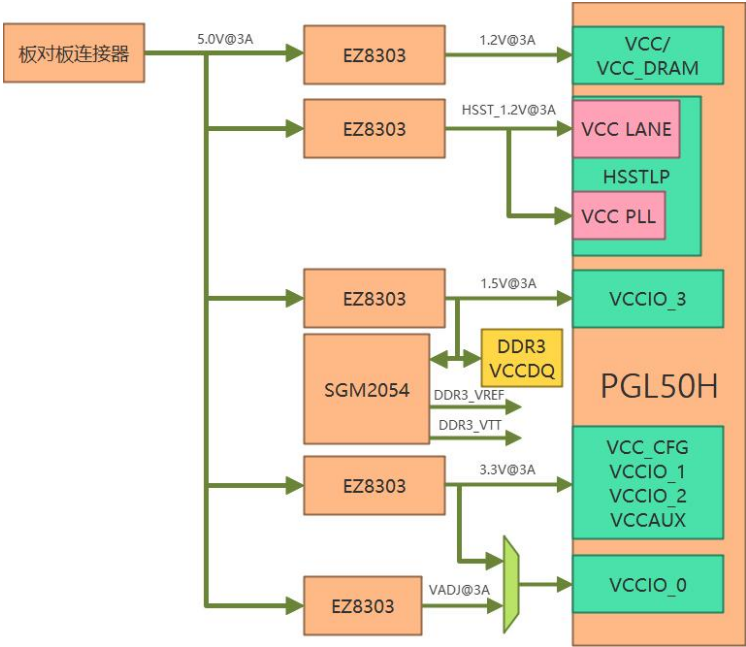 板对板连接器
5.0V@3A
EZ8303
1.2V@3A
VCC/
VCC_DRAM
EZ8303
HSST_1.2V@3A
VCC LANE
HSSTLP
VCC PLL
EZ8303
1.5V@3A
VCCIO_3
DDR3
VCCDQ
SGM2054
DDR3_VREF
DDR3_VTT
PGL50H
EZ8303
3.3V@3A
VCC_CFG
VCCIO_1
VCCIO_2
VCCAUX
EZ8303
VADJ@3A
VCCIO_0